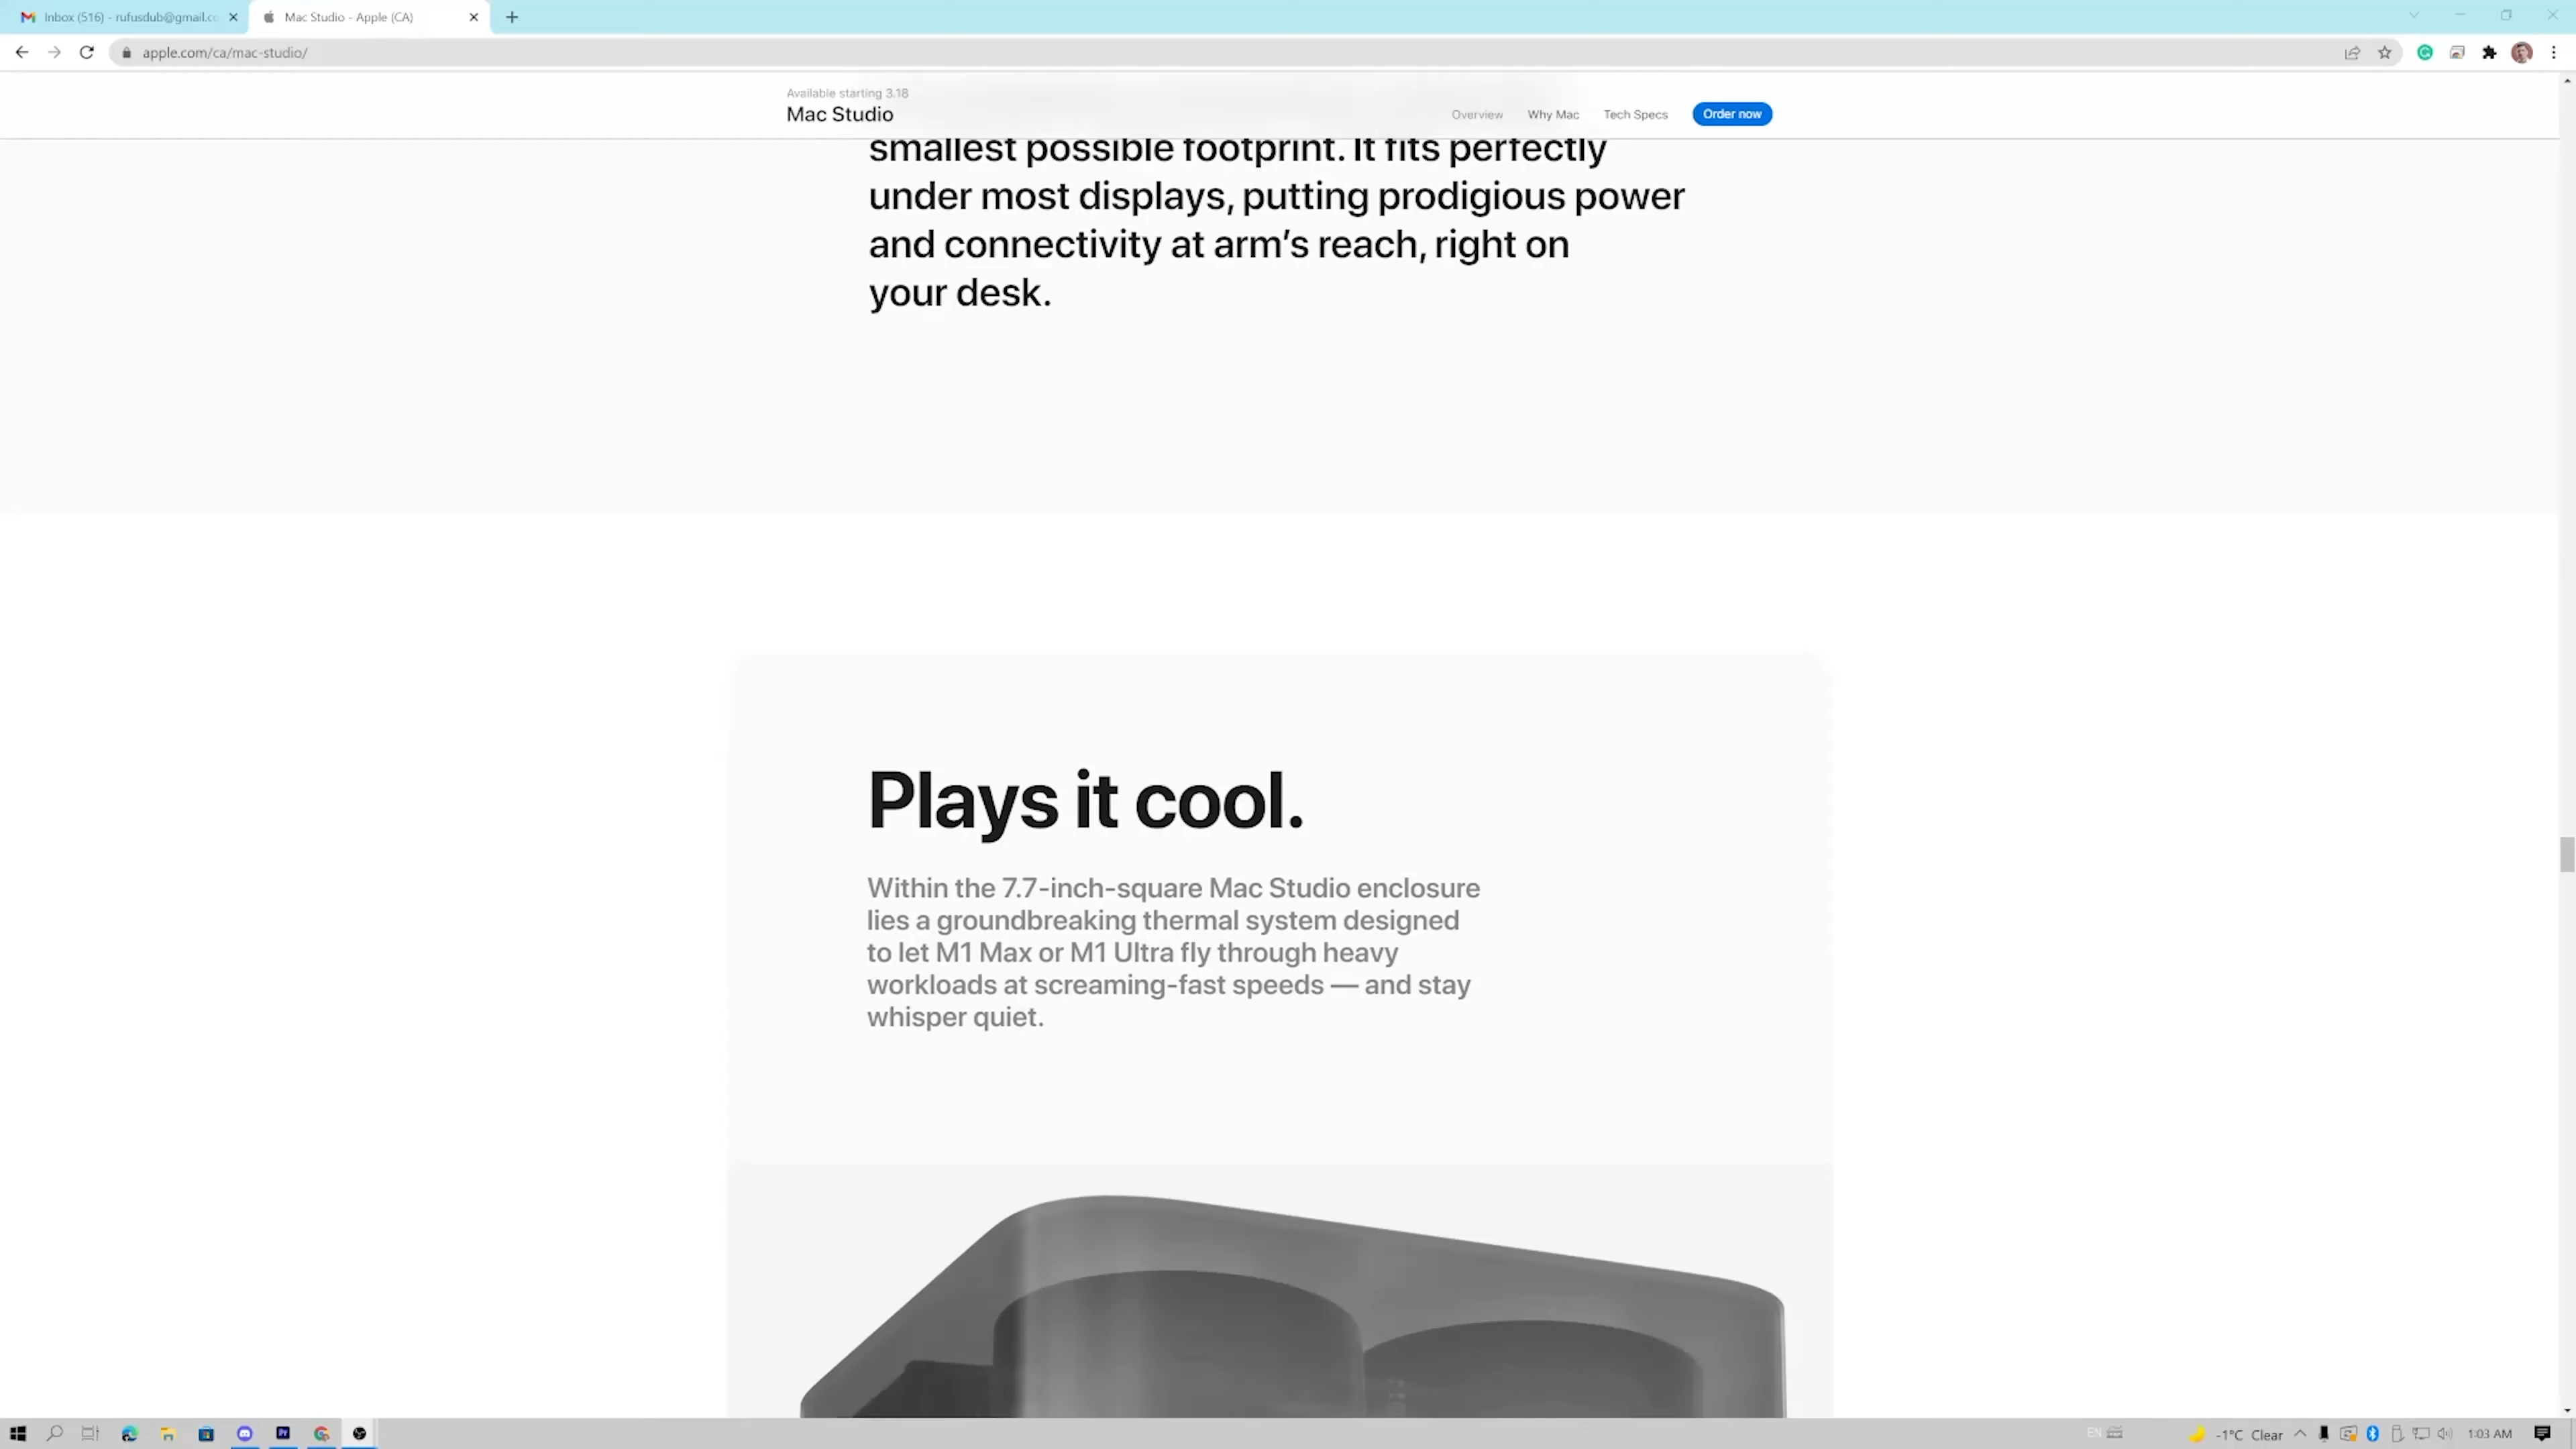 Inbox (516) - rufusdub@gmail.co
Mac Studio - Apple (CA)
apple.com/ca/mac-studio/
Available starting 3.18
Mac Studio
Overview
Why Mac
Tech Specs
Order now
smallest possible footprint. It fits perfectly
under most displays, putting prodigious power
and connectivity at arm's reach, right on
your desk.
Plays it cool.
Within the 7.7-inch-square Mac Studio enclosure
lies a groundbreaking thermal system designed
to let M1 Max or M1 Ultra fly through heavy
workloads at screaming-fast speeds — and stay
whisper quiet.
Pr
EN
-1°C Clear
1:03 AM